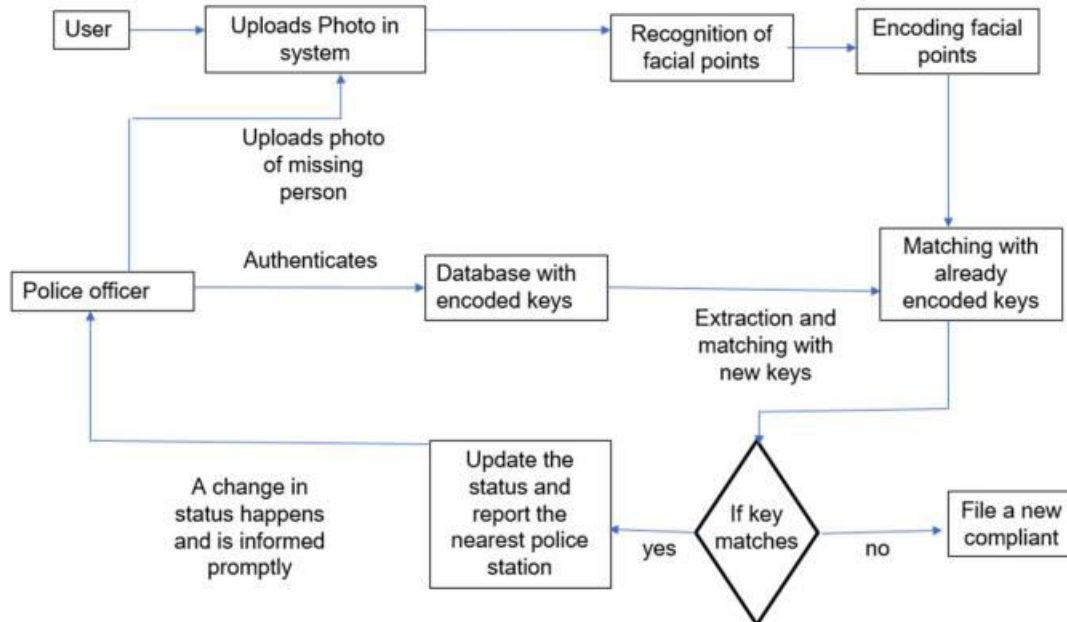 User
Uploads Photo in
system
Recognition of
facial points
Encoding facial
points
Uploads photo
of missing
person
Police officer
Authenticates
Database with
encoded keys
Matching with
already
encoded keys
Extraction and
matching with
new keys
A change in
status happens
and is informed
promptly
Update the
status and
report the
nearest police
station
yes
If key
matches
no
File a new
compliant